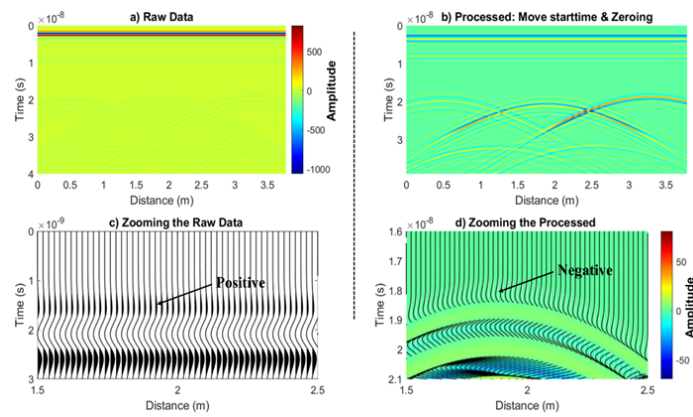 a) Raw Data
×10⁻⁸
0
1
2
3
4
Time (s)
0 0.5 1 1.5 2 2.5 3 3.5
Distance (m)
500
0
-500
-1000
Amplitude
b) Processed: Move starttime & Zeroing
×10⁻⁸
0
1
2
3
Time (s)
0 0.5 1 1.5 2 2.5 3 3.5
Distance (m)
c) Zooming the Raw Data
×10⁻⁹
0
1
2
3
Time (s)
Positive
1.5 2 2.5
Distance (m)
d) Zooming the Processed
×10⁻⁸
1.6
1.7
1.8
1.9
2
2.1
Time (s)
Negative
1.5 2 2.5
Distance (m)
50
0
-50
Amplitude